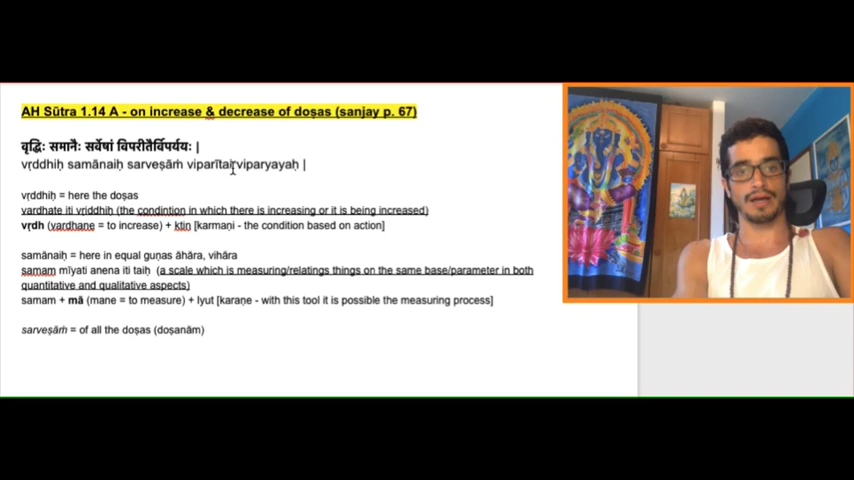 AH Sūtra 1.14 A - on increase & decrease of doṣas (sanjay p. 67)
वृद्धिः समानैः सर्वेषां विपरीतैर्विपर्ययः |
vṛddhiḥ samānaiḥ sarveṣāṁ viparītair viparyayaḥ |
vṛddhiḥ = here the doṣas
vardhate iti vṛiddhiḥ (the condintion in which there is increasing or it is being increased)
vṛdh (vardhane = to increase) + ktin [karmaṇi - the condition based on action]
samānaiḥ = here in equal guṇas āhāra, vihāra
samam mīyati anena iti taiḥ (a scale which is measuring/relatings things on the same base/parameter in both
quantitative and qualitative aspects)
samam + mā (mane = to measure) + lyut [karaṇe - with this tool it is possible the measuring process]
sarveṣāṁ = of all the doṣas (doṣanām)